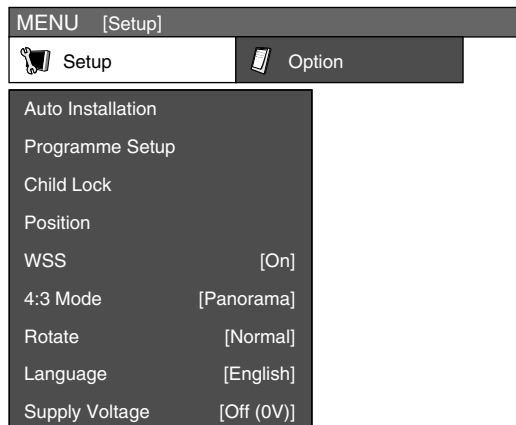 MENU [Setup]
Setup Option
Auto Installation
Programme Setup
Child Lock
Position
WSS [On]
4:3 Mode [Panorama]
Rotate [Normal]
Language [English]
Supply Voltage [Off (0V)]